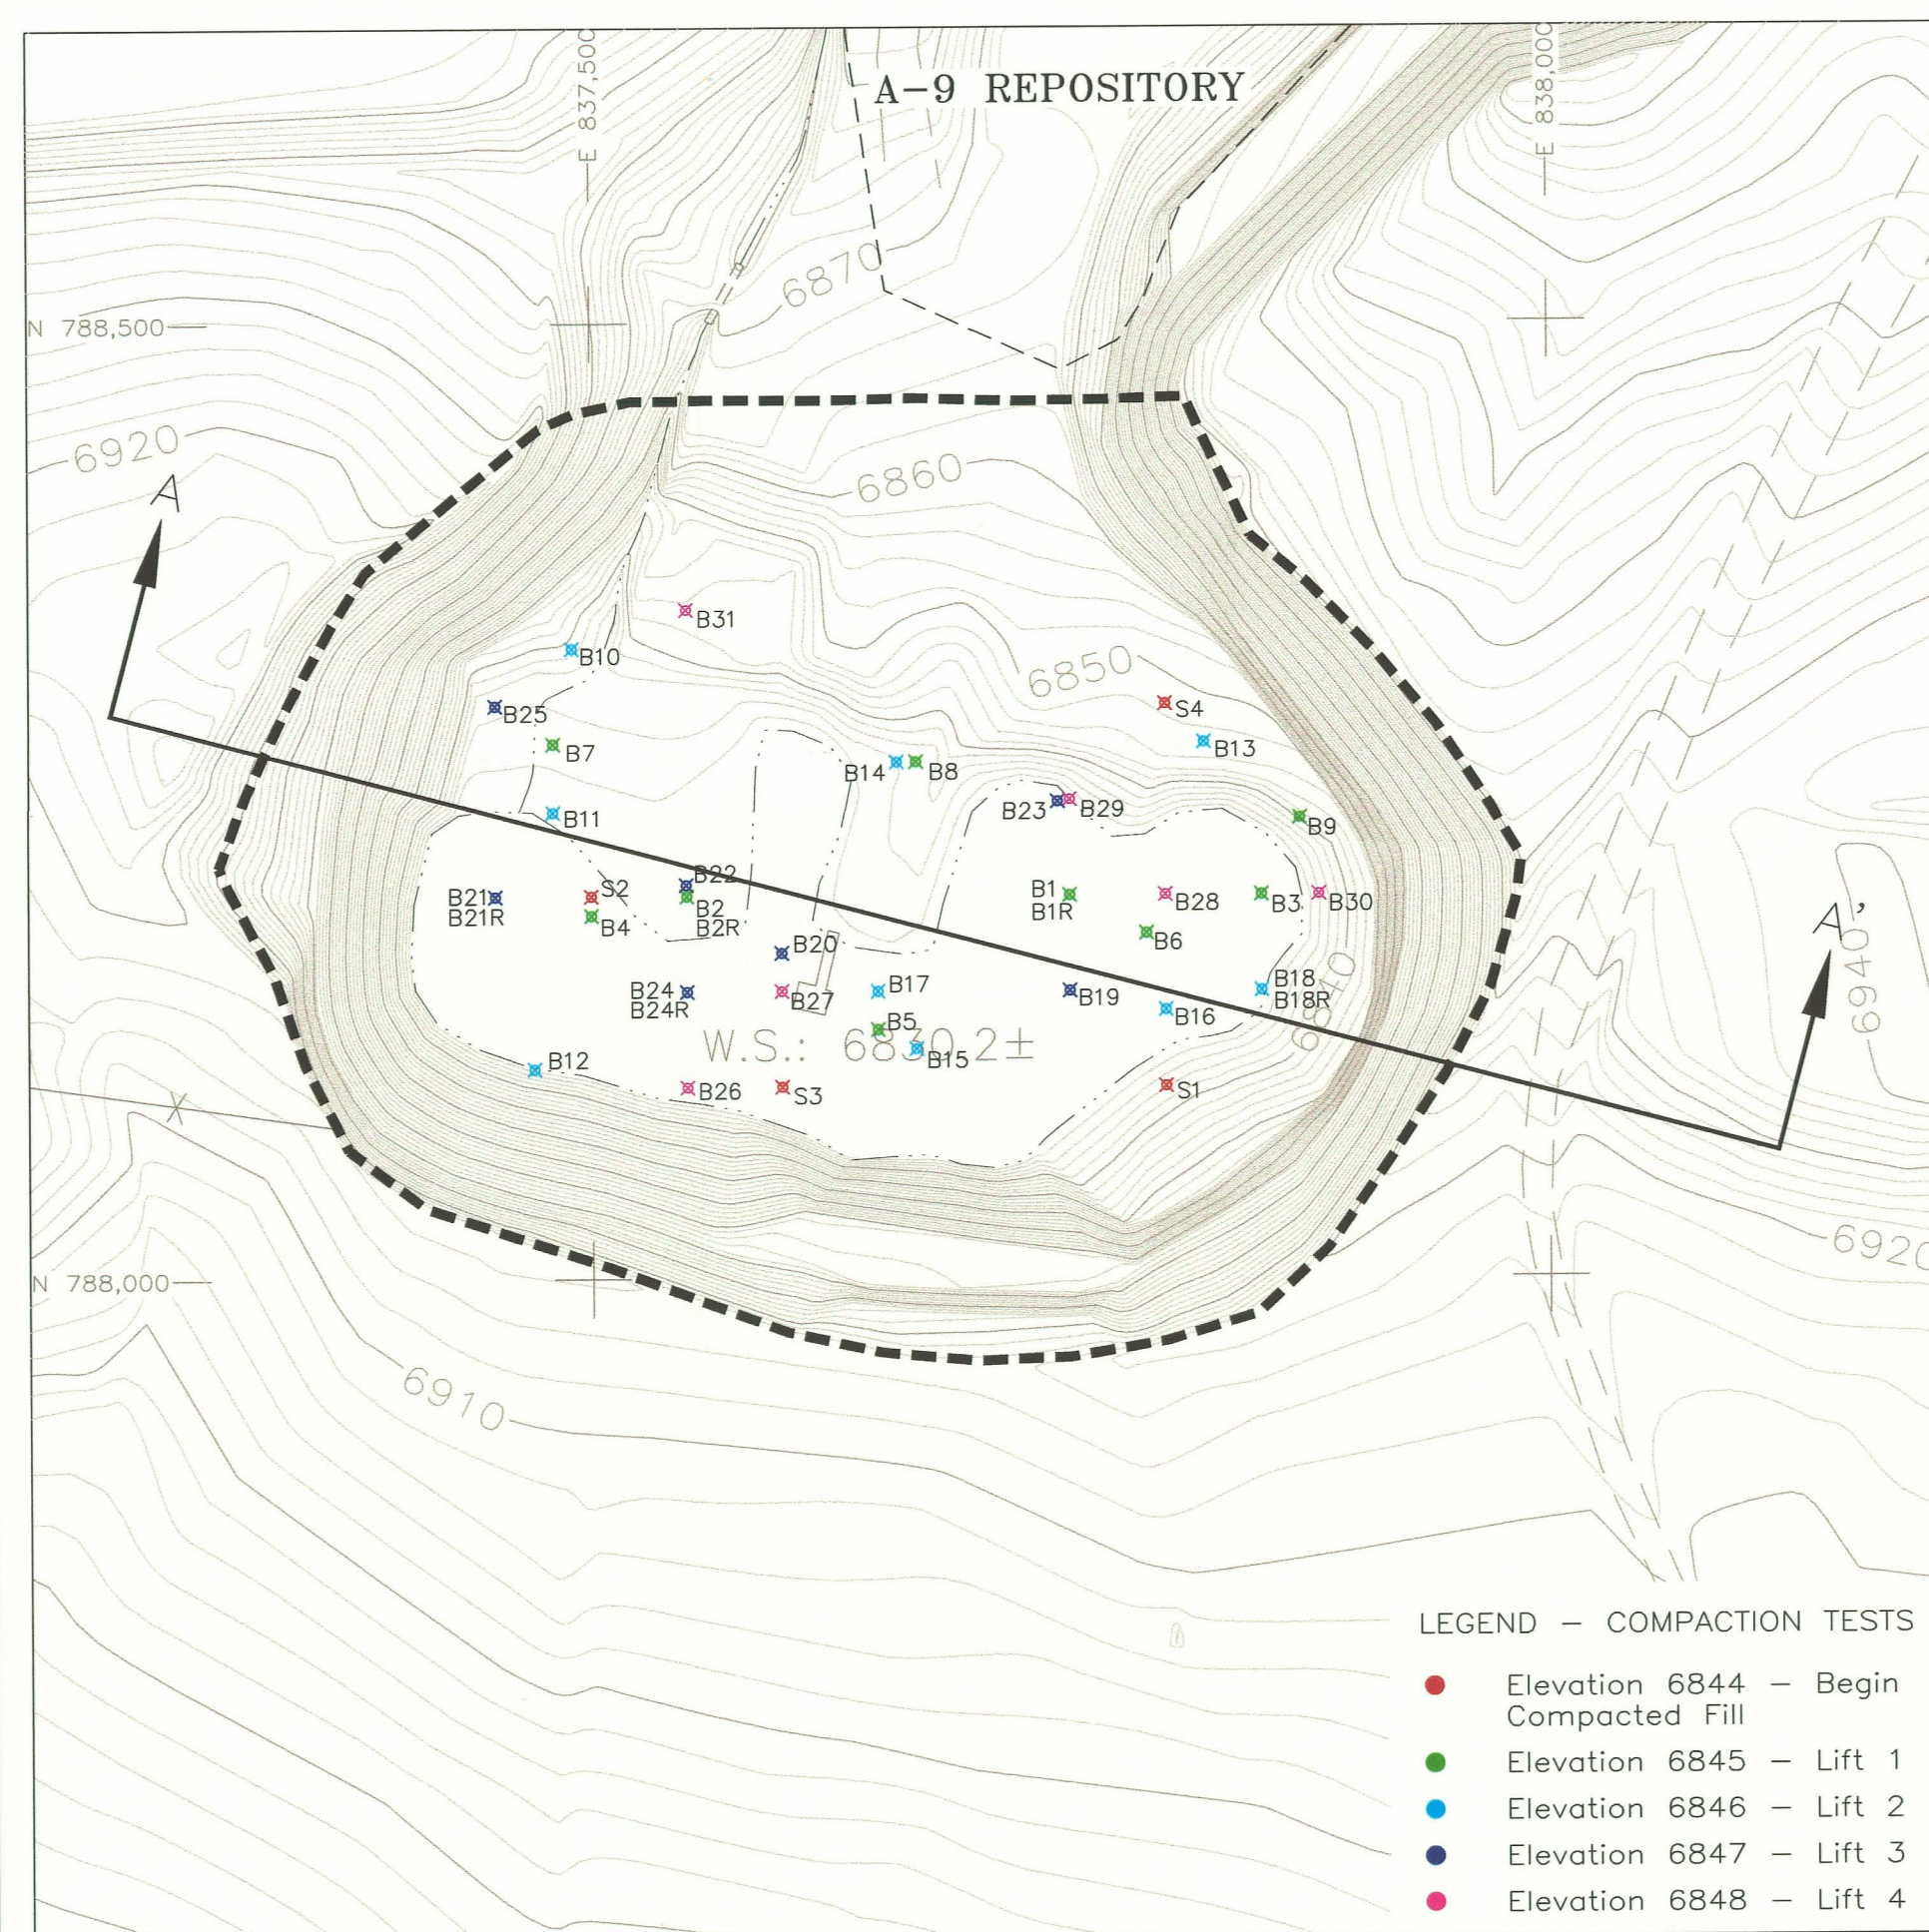 E 837,500
A-9 REPOSITORY
E 838,000
6870
N 788,500
6920
A
6860
B31
B10
6850
B25
S4
B7
B13
B14
B8
B23
B29
B11
B9
B22
B21
B21R
S2
B4
B2
B2R
B1
B1R
B28
B3
B30
B6
A'
6940
B20
B24
B24R
B27
B17
B19
B18
B18R
6840
B16
B5
W.S.: 6830.2±
B15
B12
B26
S3
S1
X
6920
N 788,000
6910
LEGEND - COMPACTION TESTS
Elevation 6844 - Begin
Compacted Fill
Elevation 6845 - Lift 1
Elevation 6846 - Lift 2
Elevation 6847 - Lift 3
Elevation 6848 - Lift 4